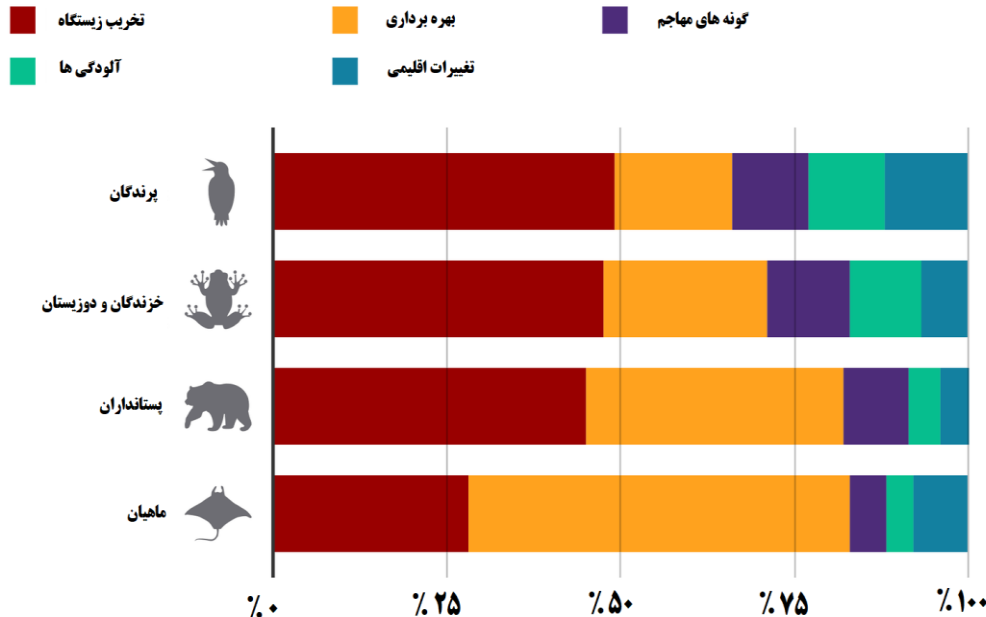 تخریب زیستگاه
بهره برداری
گونه های مهاجم
آلودگی ها
تغییرات اقلیمی
پرندگان
خزندگان و دوزیستان
پستانداران
ماهیان
٪ ۰
٪ ۲۵
٪ ۵۰
٪ ۷۵
٪ ۱۰۰